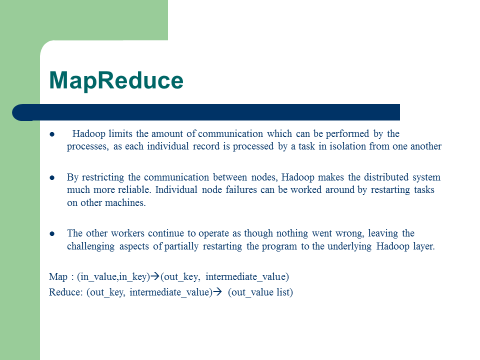 MapReduce
● Hadoop limits the amount of communication which can be performed by the
processes, as each individual record is processed by a task in isolation from one another
● By restricting the communication between nodes, Hadoop makes the distributed system
much more reliable. Individual node failures can be worked around by restarting tasks
on other machines.
● The other workers continue to operate as though nothing went wrong, leaving the
challenging aspects of partially restarting the program to the underlying Hadoop layer.
Map : (in_value,in_key)→(out_key, intermediate_value)
Reduce: (out_key, intermediate_value)→ (out_value list)